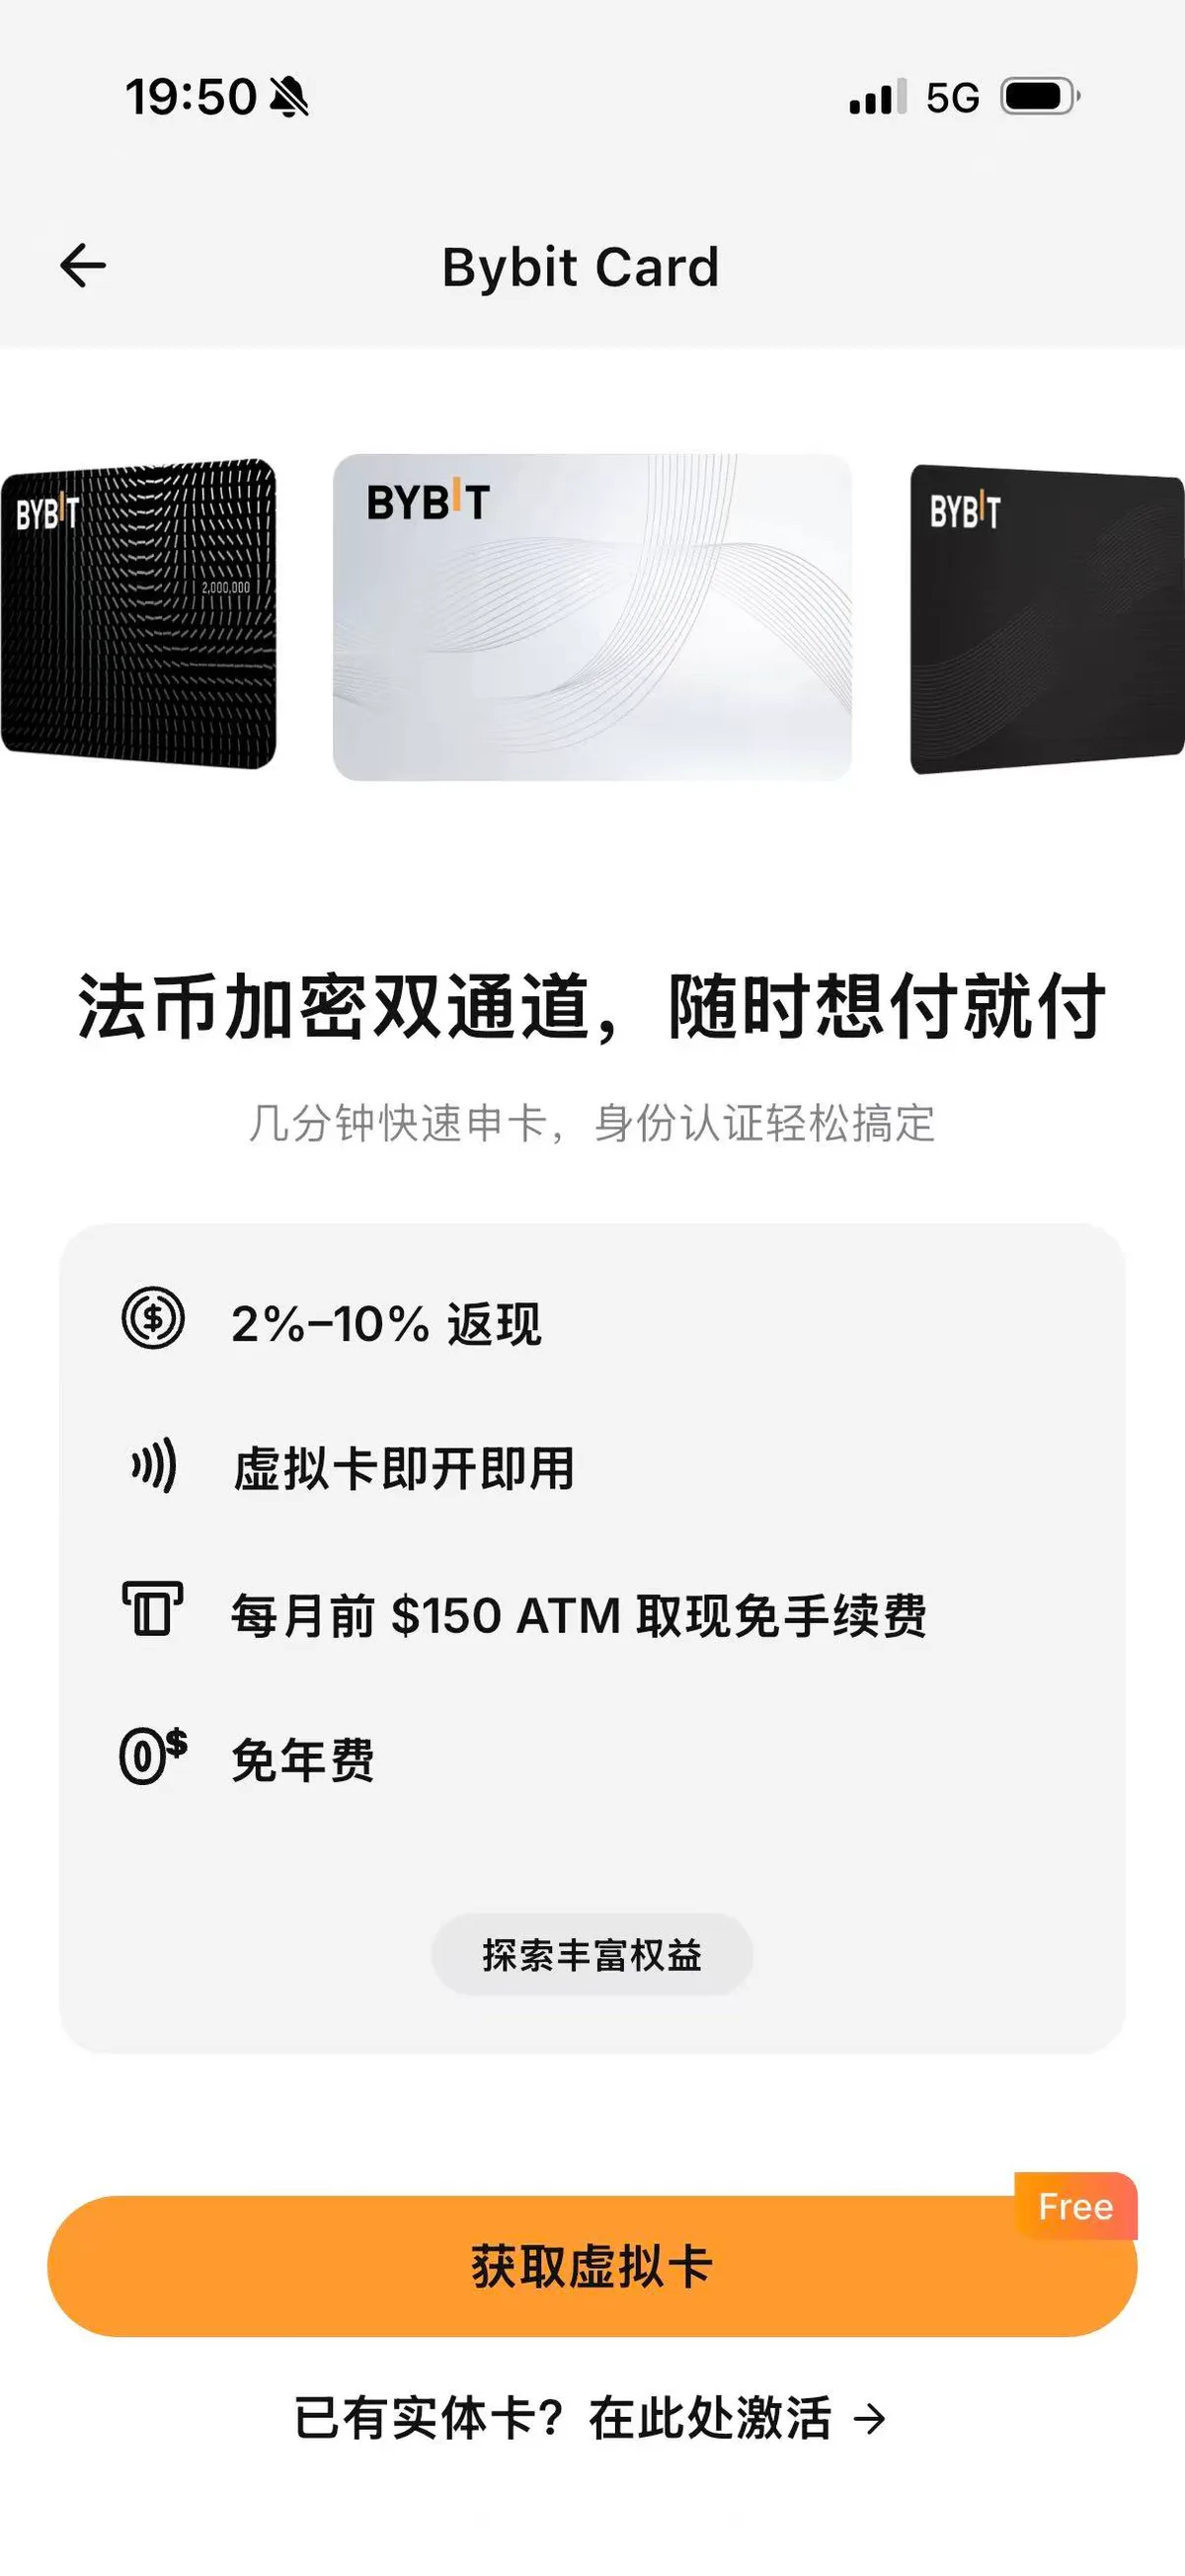 19:50
5G
Bybit Card
BYBIT
2,000,000
BYBIT
BYBIT
法币加密双通道，随时想付就付
几分钟快速申卡，身份认证轻松搞定
2%–10% 返现
虚拟卡即开即用
每月前 $150 ATM 取现免手续费
0$ 免年费
探索丰富权益
Free
获取虚拟卡
已有实体卡？在此处激活 →